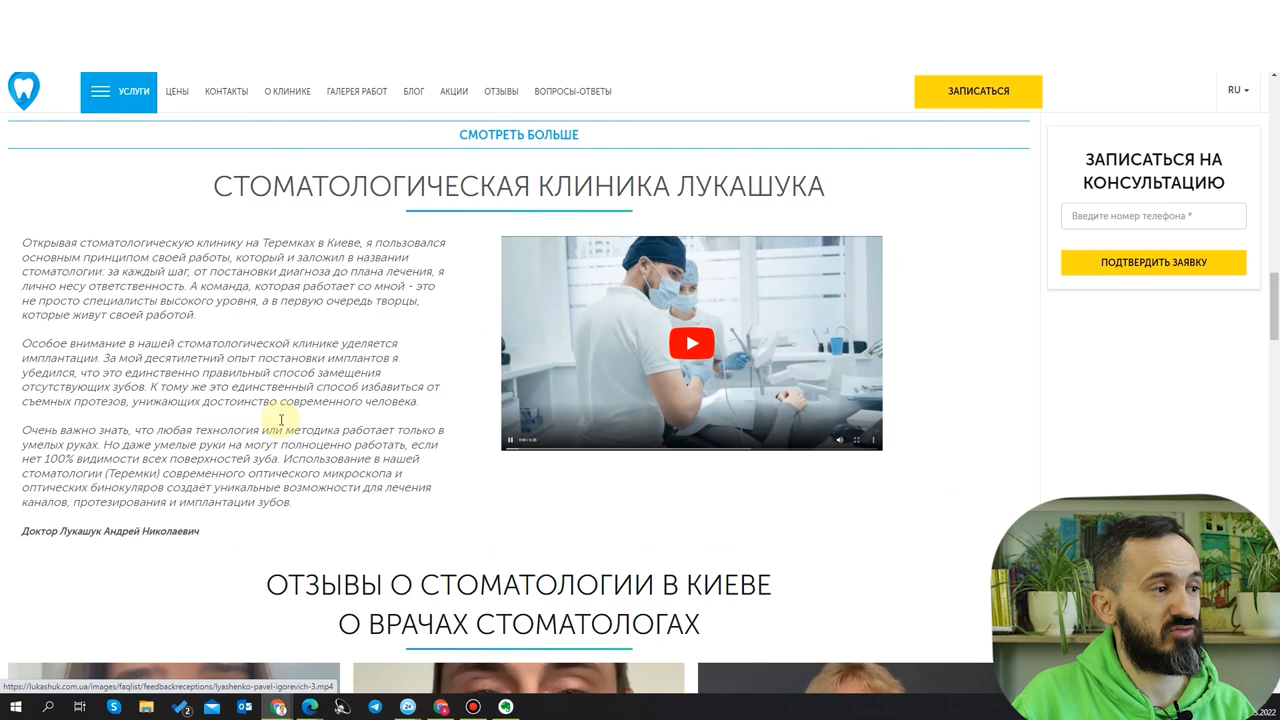 УСЛУГИ ЦЕНЫ КОНТАКТЫ О КЛИНИКЕ ГАЛЕРЕЯ РАБОТ БЛОГ АКЦИИ ОТЗЫВЫ ВОПРОСЫ-ОТВЕТЫ ЗАПИСАТЬСЯ RU
СМОТРЕТЬ БОЛЬШЕ
СТОМАТОЛОГИЧЕСКАЯ КЛИНИКА ЛУКАШУКА
Открывая стоматологическую клинику на Теремках в Киеве, я пользовался
основным принципом своей работы, который и заложил в названии
стоматологии: за каждый шаг, от постановки диагноза до плана лечения, я
лично несу ответственность. А команда, которая работает со мной - это
не просто специалисты высокого уровня, а в первую очередь творцы,
которые живут своей работой.
Особое внимание в нашей стоматологической клинике уделяется
имплантации. За мой десятилетний опыт постановки имплантов я
убедился, что это единственно правильный способ замещения
отсутствующих зубов. К тому же это единственный способ избавиться от
съемных протезов, унижающих достоинство современного человека.
Очень важно знать, что любая технология или методика работает только в
умелых руках. Но даже умелые руки на могут полноценно работать, если
нет 100% видимости всех поверхностей зуба. Использование в нашей
стоматологии (Теремки) современного оптического микроскопа и
оптических бинокуляров создаёт уникальные возможности для лечения
каналов, протезирования и имплантации зубов.
Доктор Лукашук Андрей Николаевич
ЗАПИСАТЬСЯ НА
КОНСУЛЬТАЦИЮ
Введите номер телефона *
ПОДТВЕРДИТЬ ЗАЯВКУ
ОТЗЫВЫ О СТОМАТОЛОГИИ В КИЕВЕ
О ВРАЧАХ СТОМАТОЛОГАХ
https://lukashuk.com.ua/images/faqlist/feedbackreceptions/lyashenko-pavel-igorevich-3.mp4